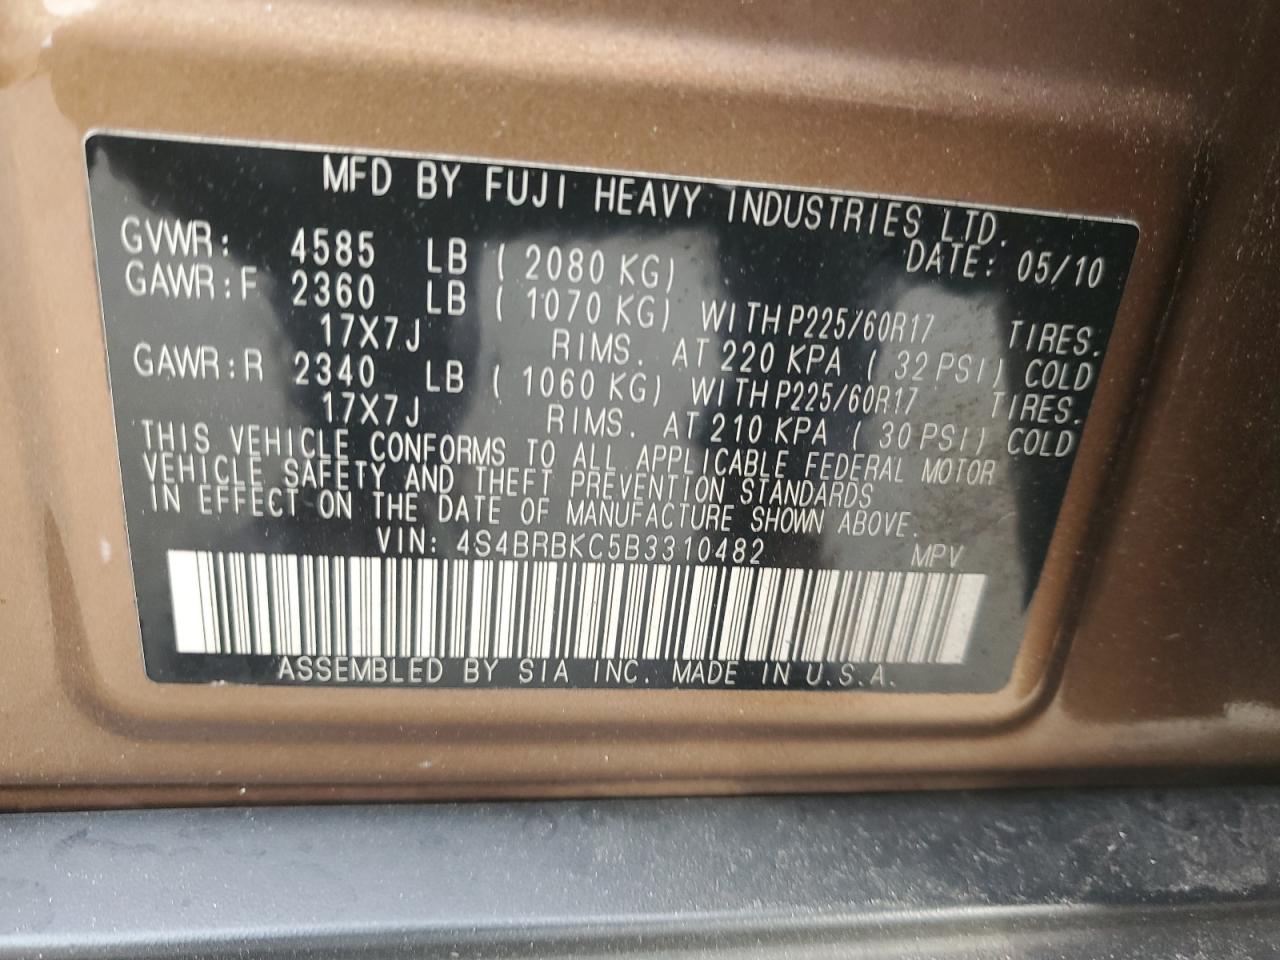 MFD BY FUJI HEAVY INDUSTRIES LTD.
DATE: 05/10
GVWR: 4585 LB ( 2080 KG)
GAWR:F 2360 LB ( 1070 KG) WITH P225/60R17 TIRES.
17X7J RIMS. AT 220 KPA ( 32 PSI) COLD
GAWR:R 2340 LB ( 1060 KG) WITH P225/60R17 TIRES.
17X7J RIMS. AT 210 KPA ( 30 PSI) COLD
THIS VEHICLE CONFORMS TO ALL APPLICABLE FEDERAL MOTOR
VEHICLE SAFETY AND THEFT PREVENTION STANDARDS
IN EFFECT ON THE DATE OF MANUFACTURE SHOWN ABOVE.
VIN: 4S4BRBKC5B3310482 MPV
ASSEMBLED BY SIA INC. MADE IN U.S.A.